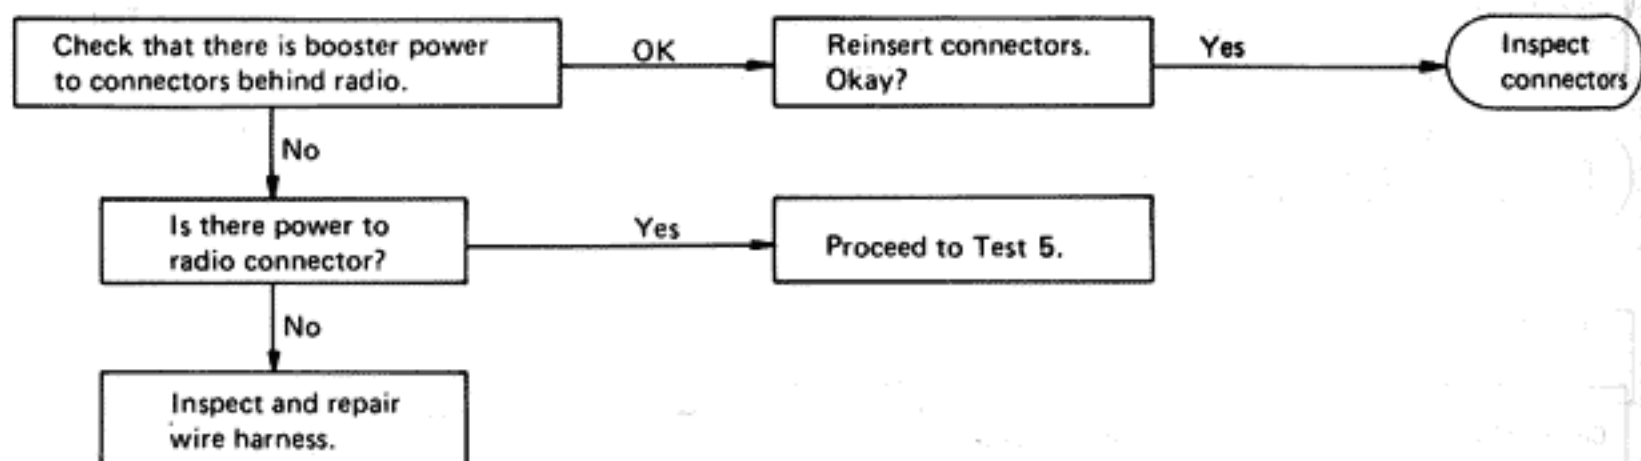 Check that there is booster power
to connectors behind radio.
OK
Reinsert connectors.
Okay?
Yes
Inspect
connectors
No
Is there power to
radio connector?
Yes
Proceed to Test 5.
No
Inspect and repair
wire harness.